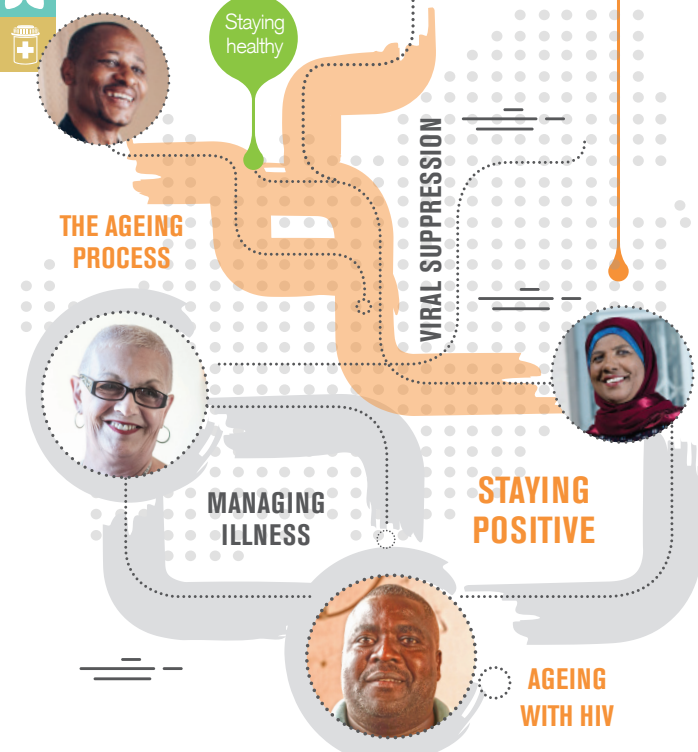 Staying
healthy
THE AGEING
PROCESS
VIRAL SUPPRESSION
MANAGING
ILLNESS
STAYING
POSITIVE
AGEING
WITH HIV